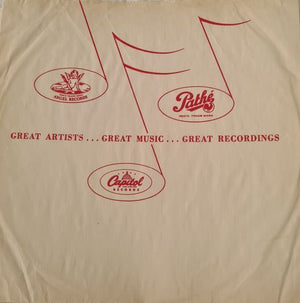 ANGEL RECORDS
Pathé
GREAT ARTISTS . . . GREAT MUSIC . . . GREAT RECORDINGS
Capitol
RECORDS